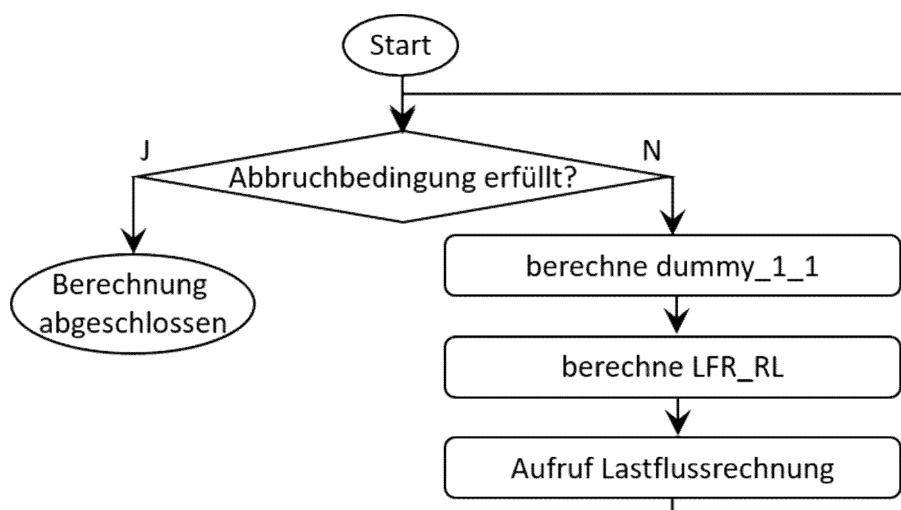 Start
J
N
Abbruchbedingung erfüllt?
berechne dummy_1_1
Berechnung
abgeschlossen
berechne LFR_RL
Aufruf Lastflussrechnung